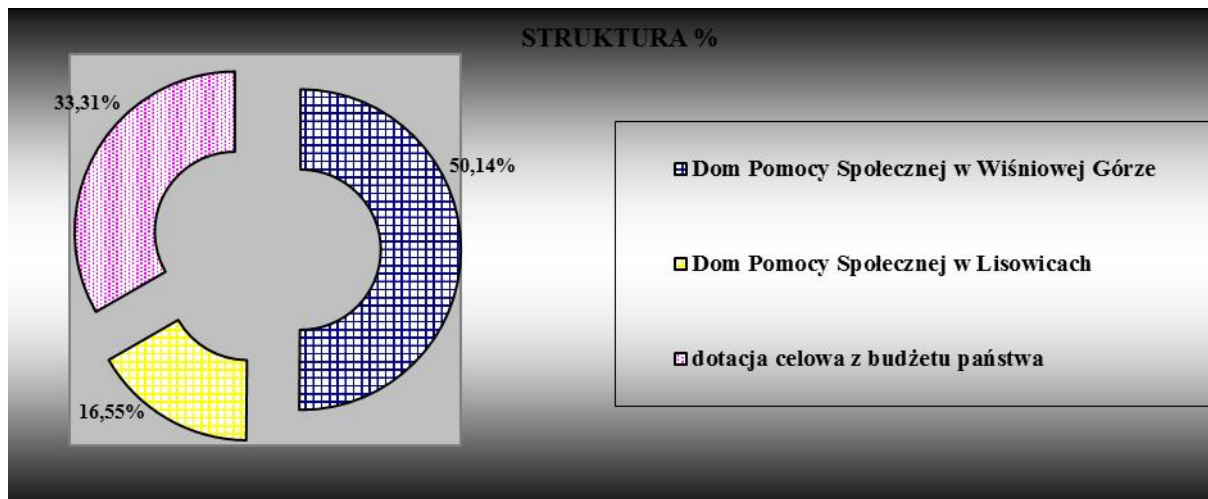 STRUKTURA %
33,31%
50,14%
16,55%
Dom Pomocy Społecznej w Wiśniowej Górze
Dom Pomocy Społecznej w Lisowicach
dotacja celowa z budżetu państwa